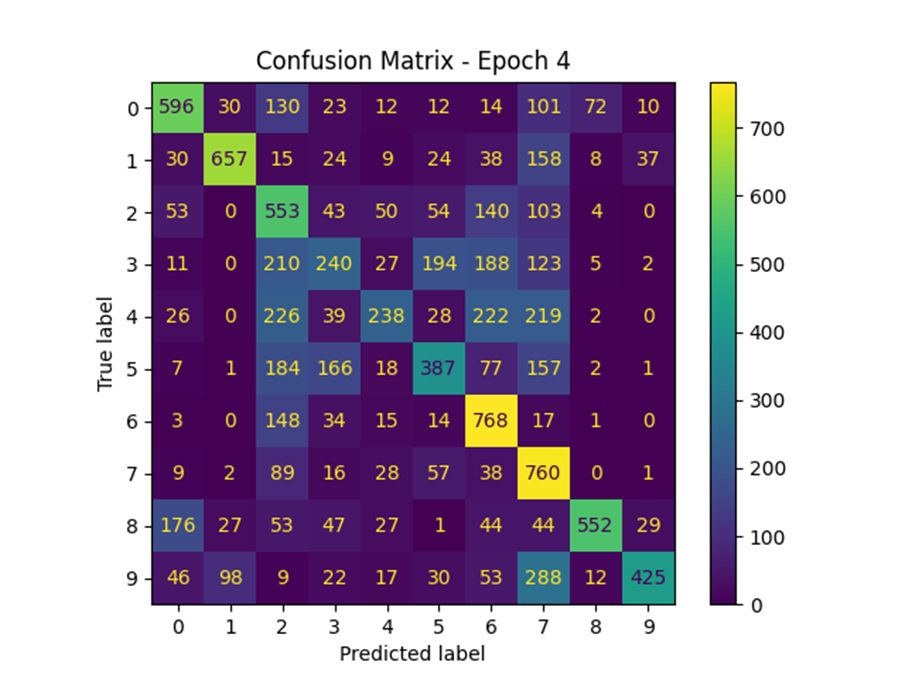 Confusion Matrix - Epoch 4
0 596 30 130 23 12 12 14 101 72 10
1 30 657 15 24 9 24 38 158 8 37
2 53 0 553 43 50 54 140 103 4 0
3 11 0 210 240 27 194 188 123 5 2
4 26 0 226 39 238 28 222 219 2 0
5 7 1 184 166 18 387 77 157 2 1
6 3 0 148 34 15 14 768 17 1 0
7 9 2 89 16 28 57 38 760 0 1
8 176 27 53 47 27 1 44 44 552 29
9 46 98 9 22 17 30 53 288 12 425
0 1 2 3 4 5 6 7 8 9
Predicted label
True label
700
600
500
400
300
200
100
0